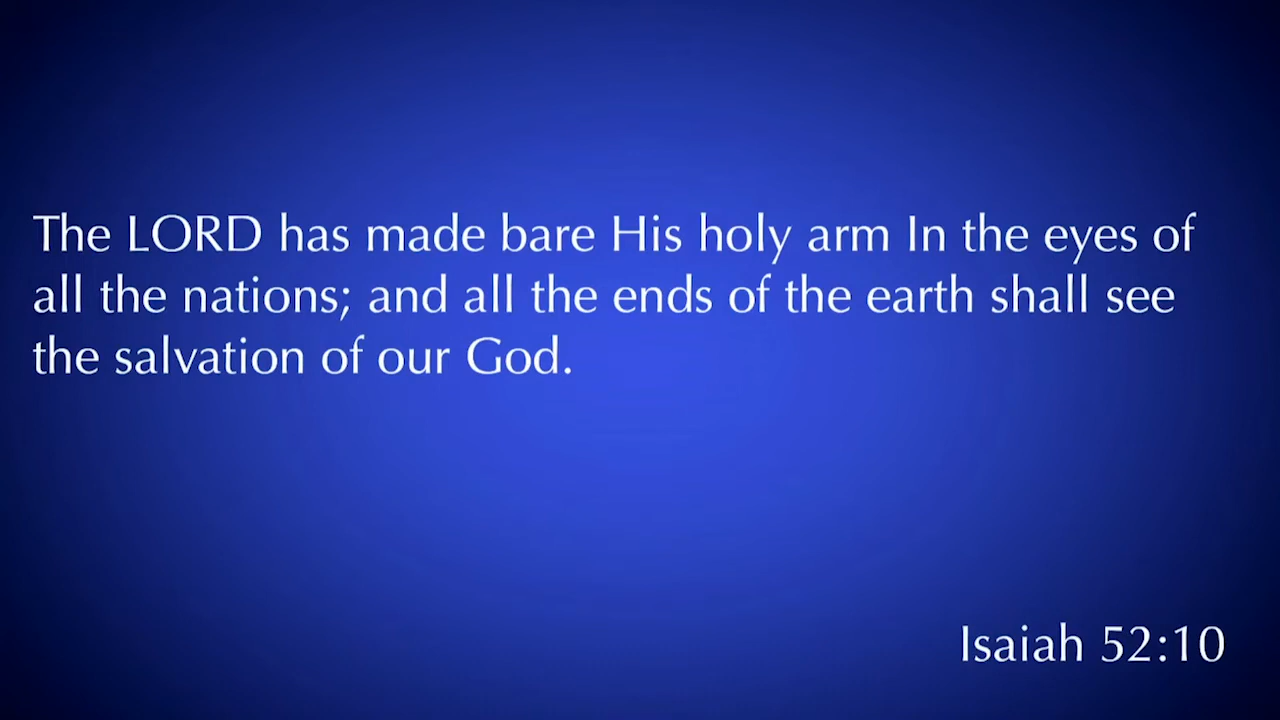 The LORD has made bare His holy arm In the eyes of
all the nations; and all the ends of the earth shall see
the salvation of our God.
Isaiah 52:10